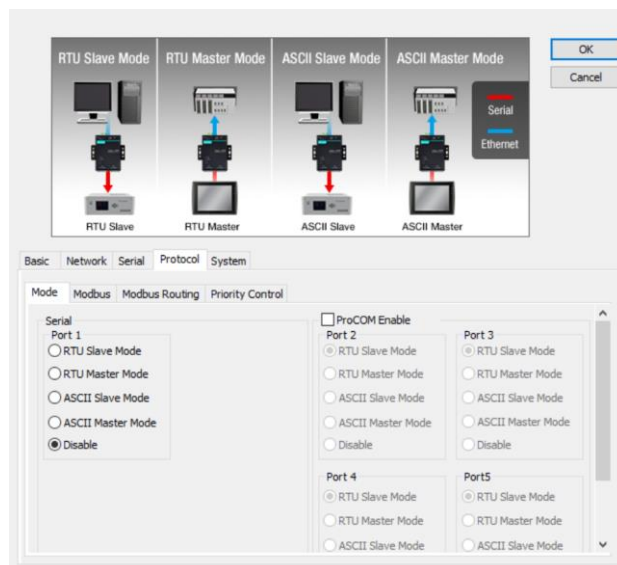 RTU Slave Mode RTU Master Mode ASCII Slave Mode ASCII Master Mode
OK
Cancel
Serial
Ethernet
RTU Slave RTU Master ASCII Slave ASCII Master
Basic Network Serial Protocol System
Mode Modbus Modbus Routing Priority Control
Serial
Port 1
RTU Slave Mode
RTU Master Mode
ASCII Slave Mode
ASCII Master Mode
Disable
ProCOM Enable
Port 2
RTU Slave Mode
RTU Master Mode
ASCII Slave Mode
ASCII Master Mode
Disable
Port 3
RTU Slave Mode
RTU Master Mode
ASCII Slave Mode
ASCII Master Mode
Disable
Port 4
RTU Slave Mode
RTU Master Mode
ASCII Slave Mode
Port5
RTU Slave Mode
RTU Master Mode
ASCII Slave Mode